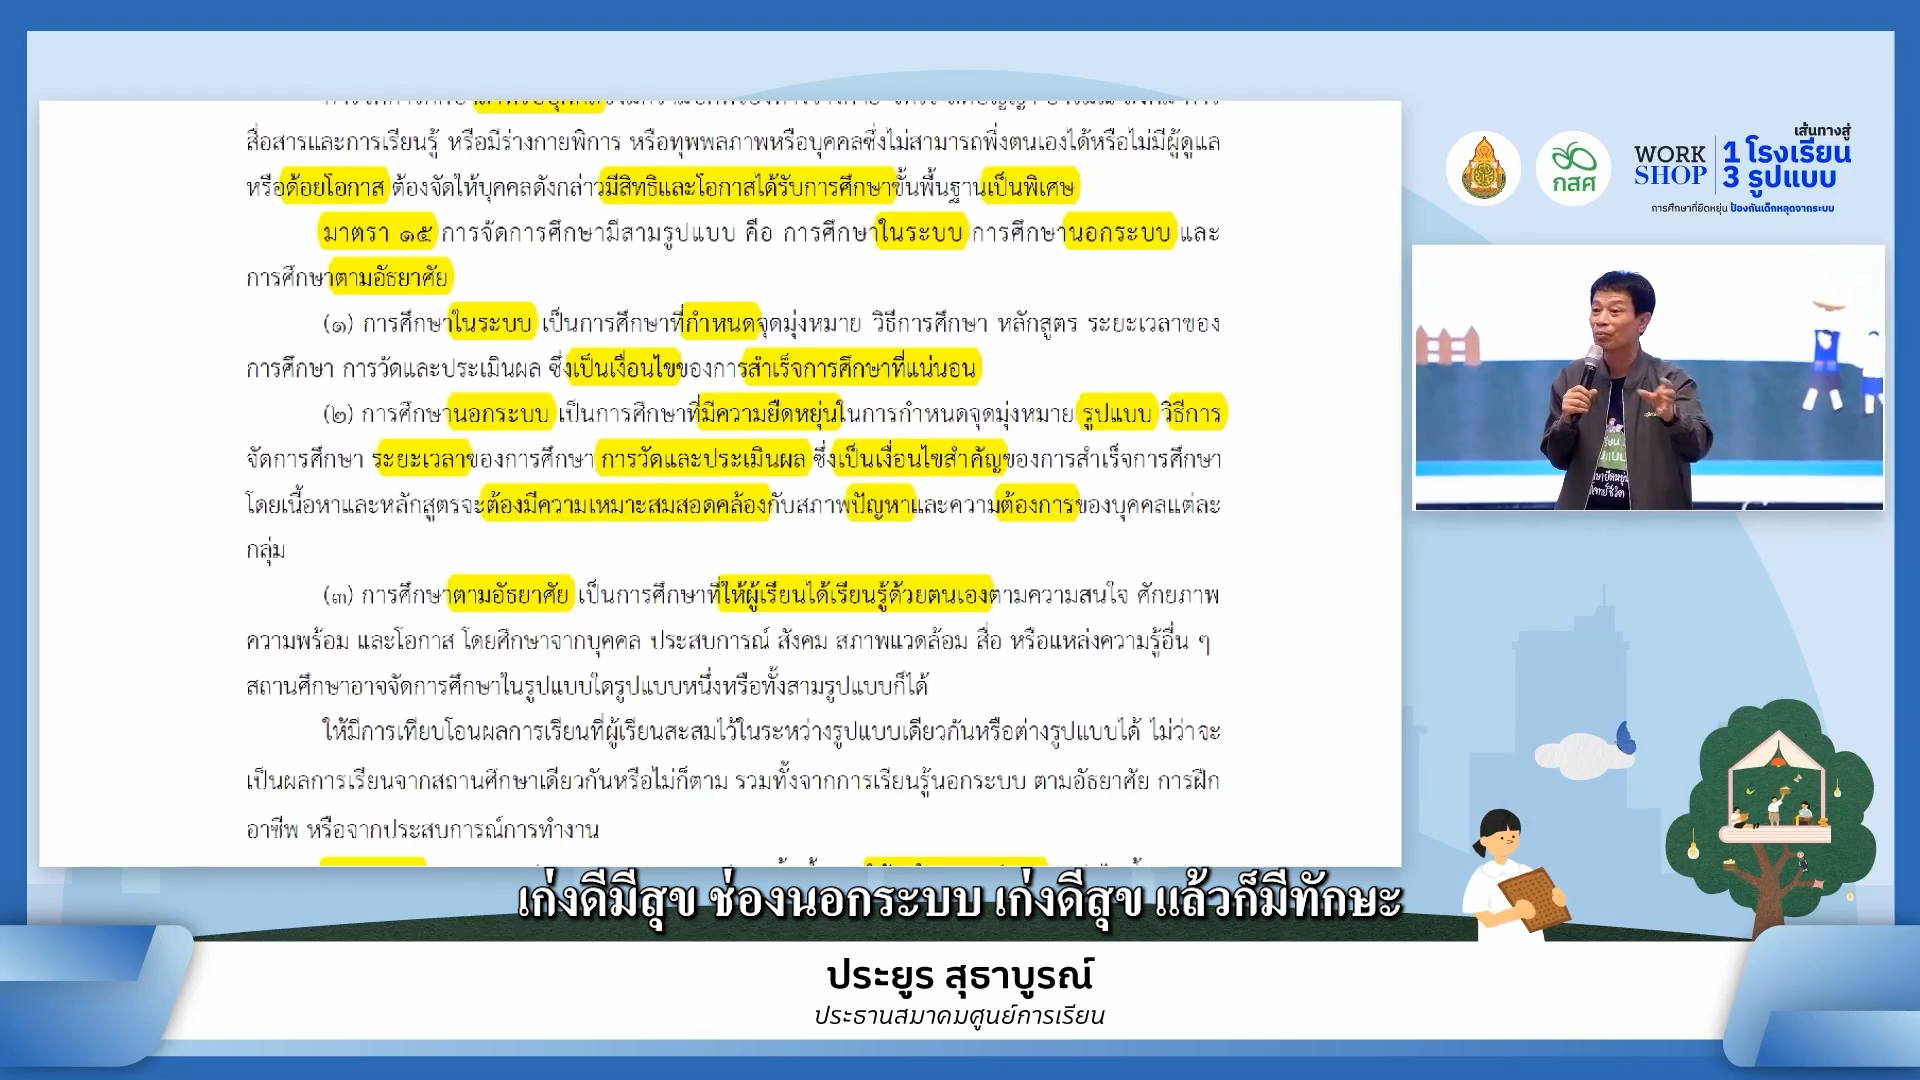 สื่อสารและการเรียนรู้ หรือมีร่างกายพิการ หรือทุพพลภาพหรือบุคคลซึ่งไม่สามารถพึ่งตนเองได้หรือไม่มีผู้ดูแล
หรือด้อยโอกาส ต้องจัดให้บุคคลดังกล่าวมีสิทธิและโอกาสได้รับการศึกษาขั้นพื้นฐานเป็นพิเศษ
มาตรา ๑๕ การจัดการศึกษามีสามรูปแบบ คือ การศึกษาในระบบ การศึกษานอกระบบ และ
การศึกษาตามอัธยาศัย
(๑) การศึกษาในระบบ เป็นการศึกษาที่กำหนดจุดมุ่งหมาย วิธีการศึกษา หลักสูตร ระยะเวลาของ
การศึกษา การวัดและประเมินผล ซึ่งเป็นเงื่อนไขของการสำเร็จการศึกษาที่แน่นอน
(๒) การศึกษานอกระบบ เป็นการศึกษาที่มีความยืดหยุ่นในการกำหนดจุดมุ่งหมาย รูปแบบ วิธีการ
จัดการศึกษา ระยะเวลาของการศึกษา การวัดและประเมินผล ซึ่งเป็นเงื่อนไขสำคัญของการสำเร็จการศึกษา
โดยเนื้อหาและหลักสูตรจะต้องมีความเหมาะสมสอดคล้องกับสภาพปัญหาและความต้องการของบุคคลแต่ละ
กลุ่ม
(๓) การศึกษาตามอัธยาศัย เป็นการศึกษาที่ให้ผู้เรียนได้เรียนรู้ด้วยตนเองตามความสนใจ ศักยภาพ
ความพร้อม และโอกาส โดยศึกษาจากบุคคล ประสบการณ์ สังคม สภาพแวดล้อม สื่อ หรือแหล่งความรู้อื่น ๆ
สถานศึกษาอาจจัดการศึกษาในรูปแบบใดรูปแบบหนึ่งหรือทั้งสามรูปแบบก็ได้
ให้มีการเทียบโอนผลการเรียนที่ผู้เรียนสะสมไว้ในระหว่างรูปแบบเดียวกันหรือต่างรูปแบบได้ ไม่ว่าจะ
เป็นผลการเรียนจากสถานศึกษาเดียวกันหรือไม่ก็ตาม รวมทั้งจากการเรียนรู้นอกระบบ ตามอัธยาศัย การฝึก
อาชีพ หรือจากประสบการณ์การทำงาน
กสศ
WORK
SHOP
เส้นทางสู่
1 โรงเรียน
3 รูปแบบ
การศึกษาที่ยืดหยุ่น ป้องกันเด็กหลุดจากระบบ
เก่งดีมีสุข ช่องนอกระบบ เก่งดีสุข แล้วก็มีทักษะ
ประยูร สุธาบูรณ์
ประธานสมาคมศูนย์การเรียน